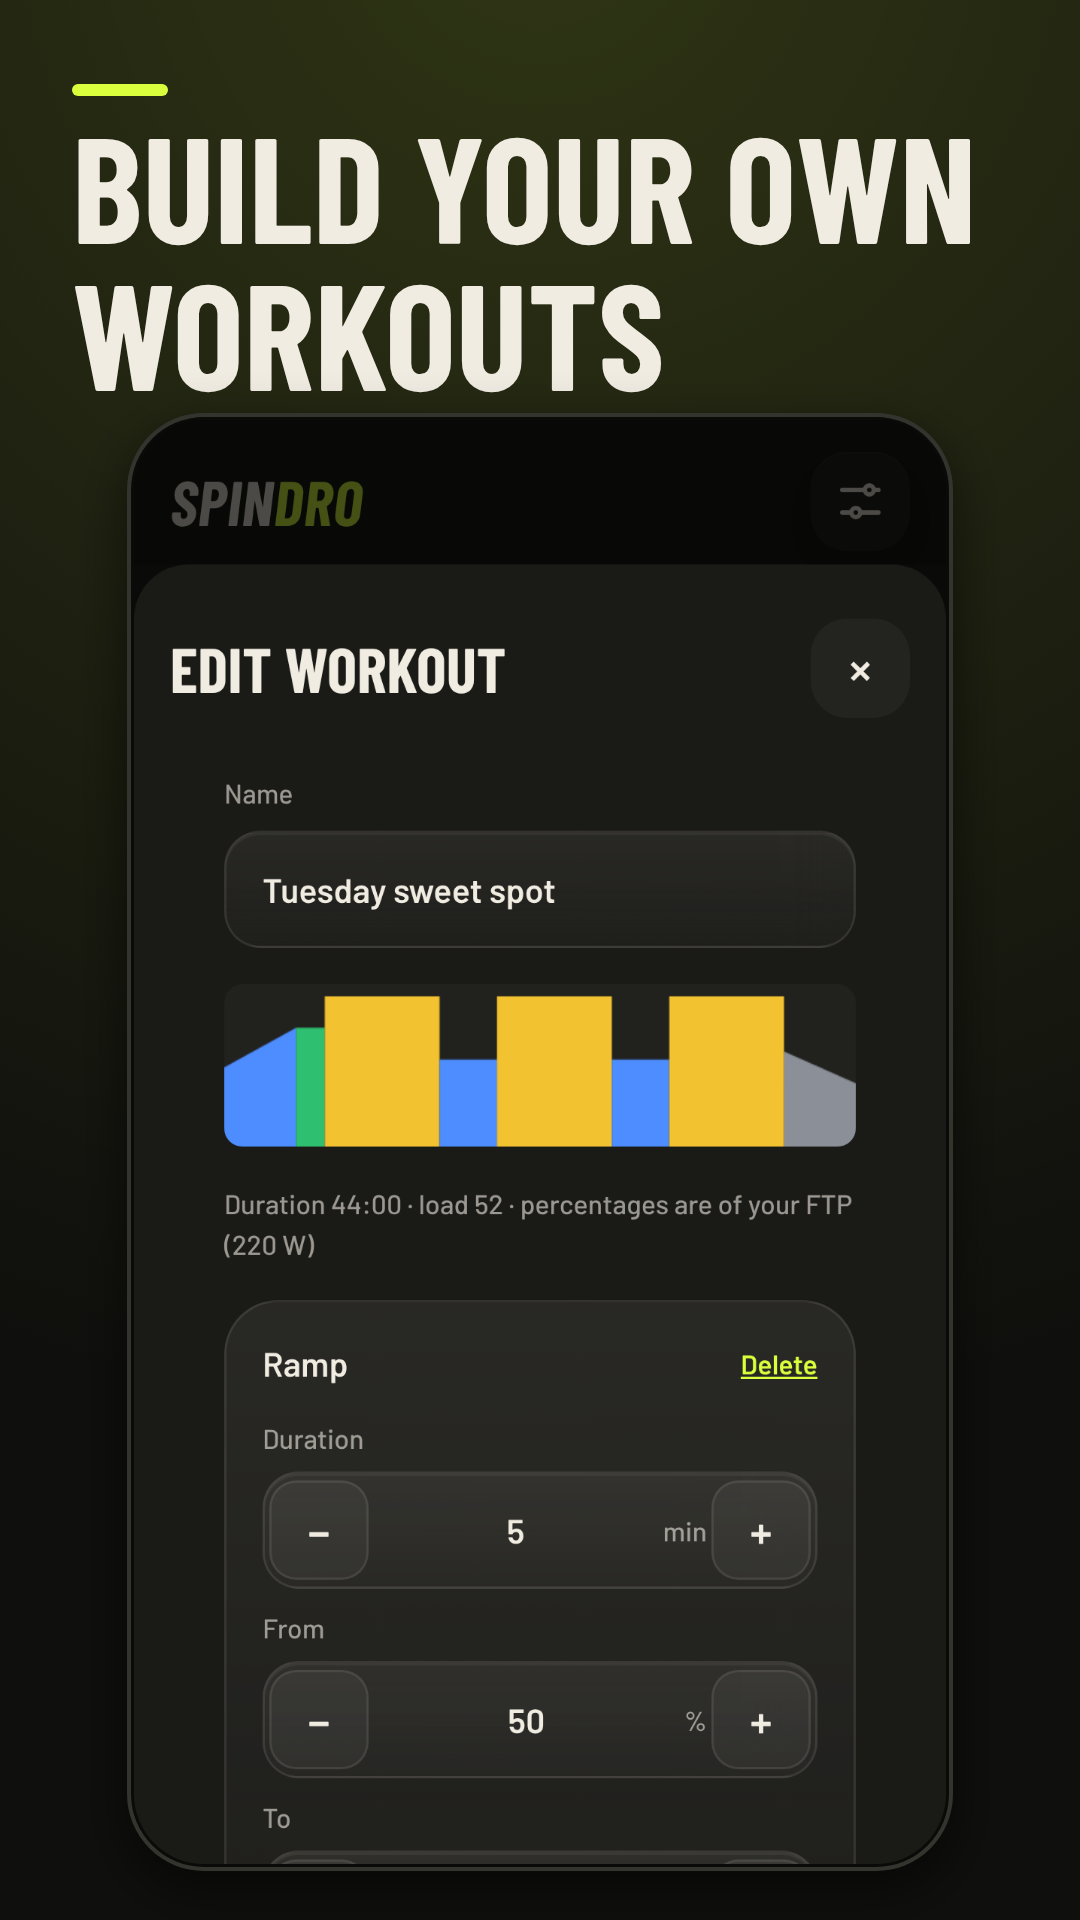 BUILD YOUR OWN
WORKOUTS
SPINDRO
EDIT WORKOUT
×
Name
Tuesday sweet spot
Duration 44:00 · load 52 · percentages are of your FTP
(220 W)
Ramp Delete
Duration
− 5 min +
From
− 50 % +
To